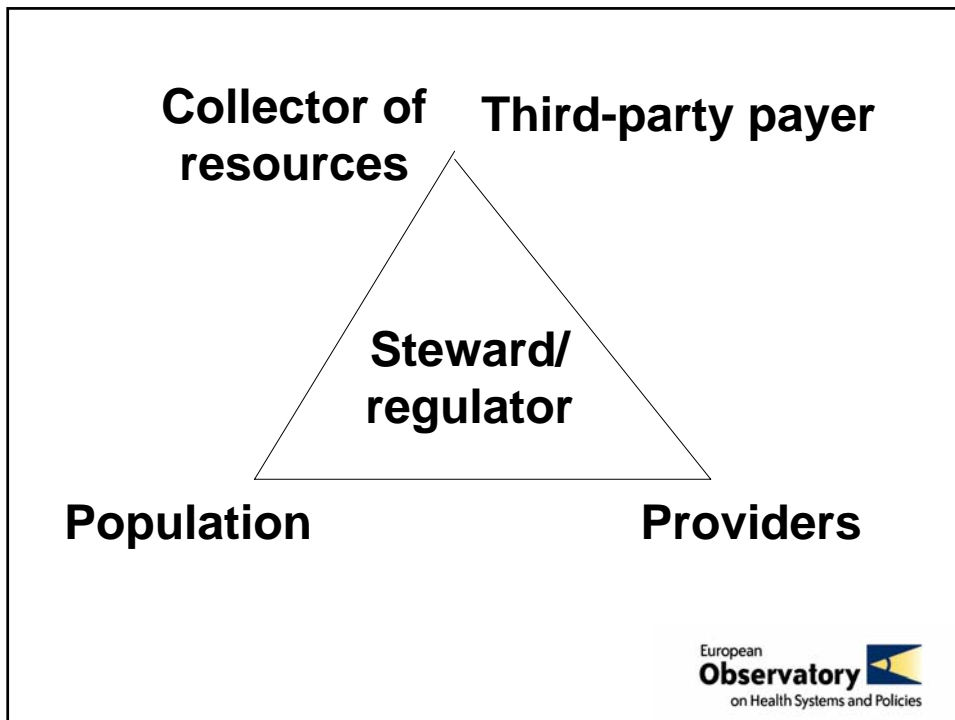 Collector of
resources
Third-party payer
Steward/
regulator
Population
Providers
European
Observatory
on Health Systems and Policies